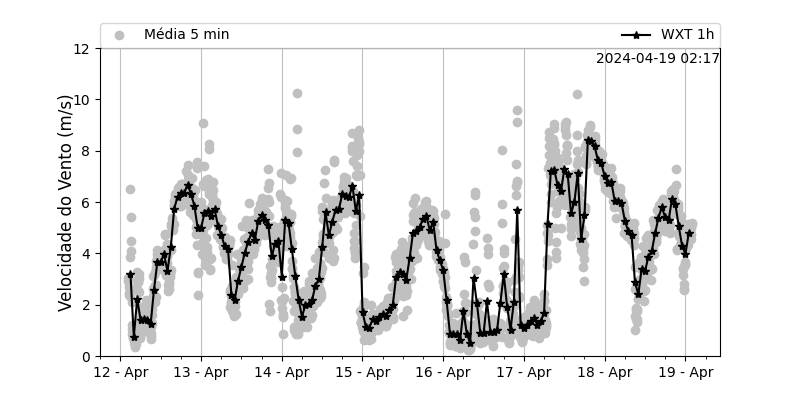 Média 5 min
WXT 1h
2024-04-19 02:17
Velocidade do Vento (m/s)
12
10
8
6
4
2
0
12 - Apr 13 - Apr 14 - Apr 15 - Apr 16 - Apr 17 - Apr 18 - Apr 19 - Apr